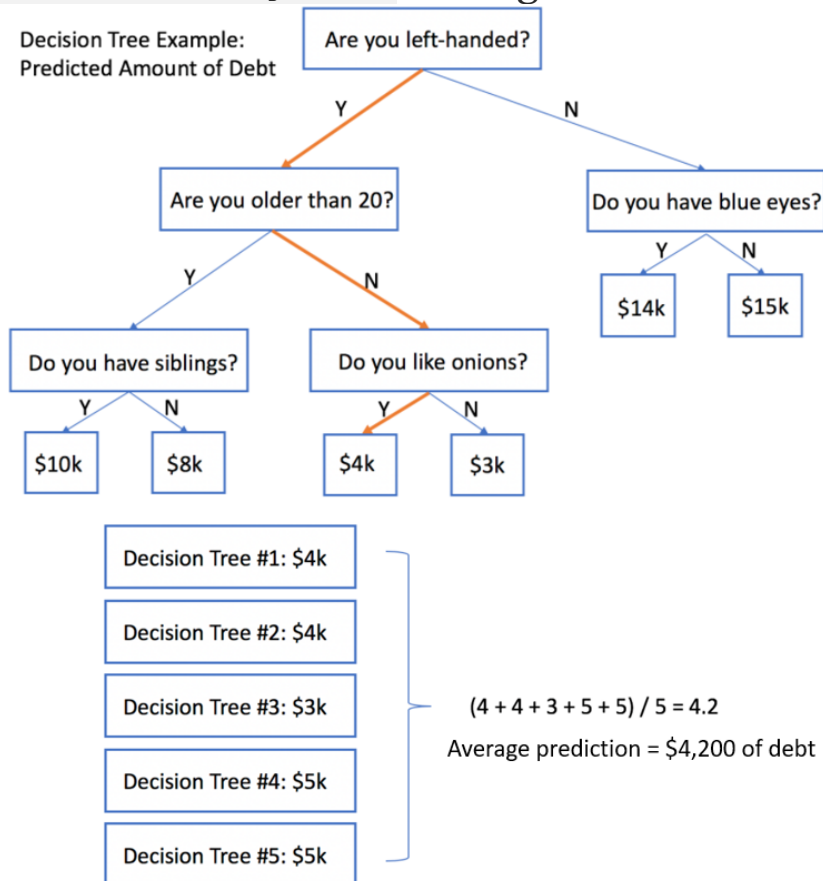 Decision Tree Example:
Predicted Amount of Debt
Are you left-handed?
Y
N
Are you older than 20?
Do you have blue eyes?
Y
N
Y
N
$14k
$15k
Do you have siblings?
Do you like onions?
Y
N
Y
N
$10k
$8k
$4k
$3k
Decision Tree #1: $4k
Decision Tree #2: $4k
Decision Tree #3: $3k
Decision Tree #4: $5k
Decision Tree #5: $5k
(4 + 4 + 3 + 5 + 5) / 5 = 4.2
Average prediction = $4,200 of debt